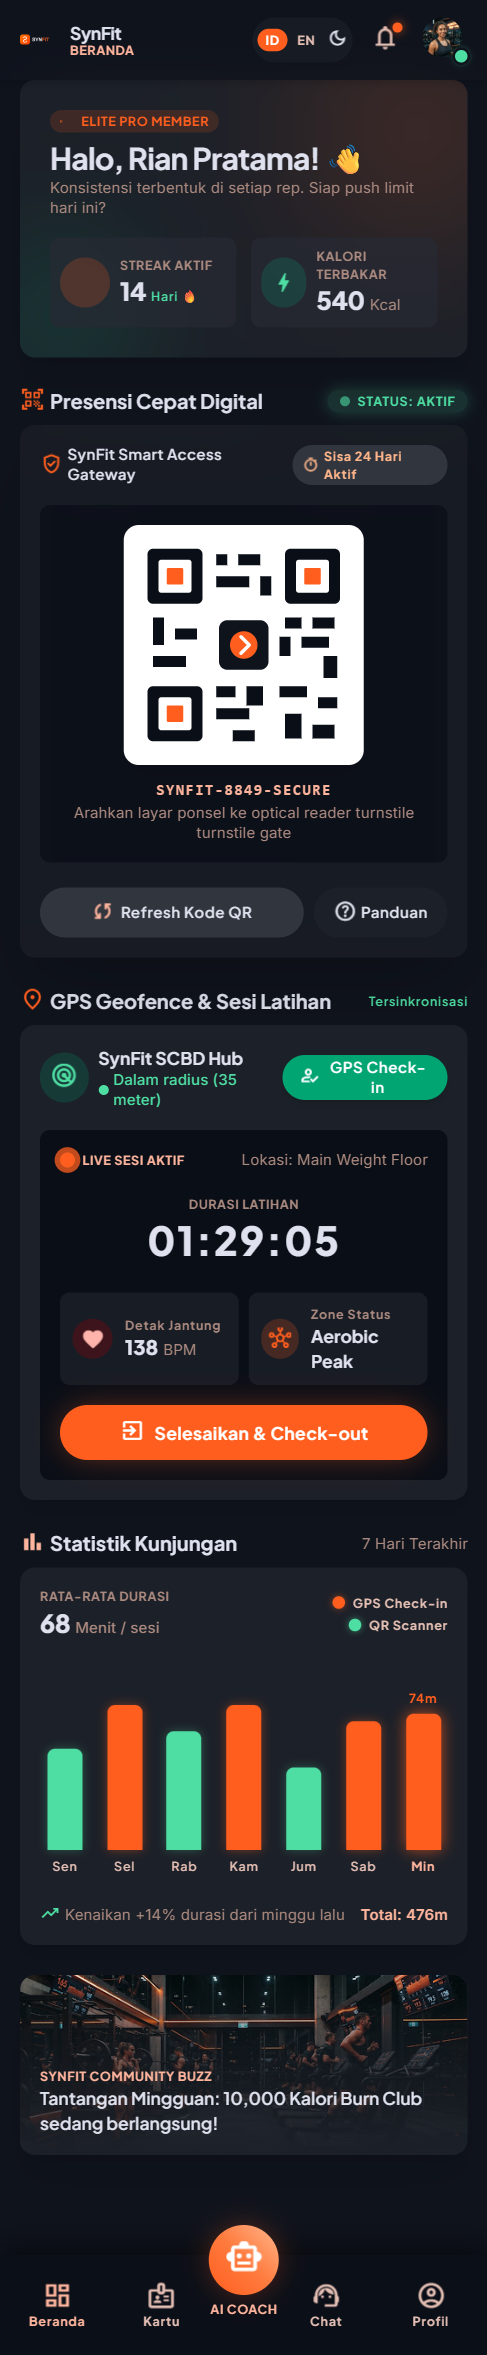 SYNFIT
SynFit
BERANDA
ID
EN
ELITE PRO MEMBER
Halo, Rian Pratama! 👋
Konsistensi terbentuk di setiap rep. Siap push limit
hari ini?
STREAK AKTIF
14 Hari 🔥
KALORI
TERBAKAR
540 Kcal
Presensi Cepat Digital
STATUS: AKTIF
SynFit Smart Access
Gateway
Sisa 24 Hari
Aktif
SYNFIT-8849-SECURE
Arahkan layar ponsel ke optical reader turnstile
turnstile gate
Refresh Kode QR
Panduan
GPS Geofence & Sesi Latihan
Tersinkronisasi
SynFit SCBD Hub
Dalam radius (35
meter)
GPS Check-
in
LIVE SESI AKTIF
Lokasi: Main Weight Floor
DURASI LATIHAN
01:29:05
Detak Jantung
138 BPM
Zone Status
Aerobic
Peak
Selesaikan & Check-out
Statistik Kunjungan
7 Hari Terakhir
RATA-RATA DURASI
68 Menit / sesi
GPS Check-in
QR Scanner
74m
Sen
Sel
Rab
Kam
Jum
Sab
Min
Kenaikan +14% durasi dari minggu lalu
Total: 476m
SYNFIT COMMUNITY BUZZ
Tantangan Mingguan: 10,000 Kalori Burn Club
sedang berlangsung!
Beranda
Kartu
AI COACH
Chat
Profil